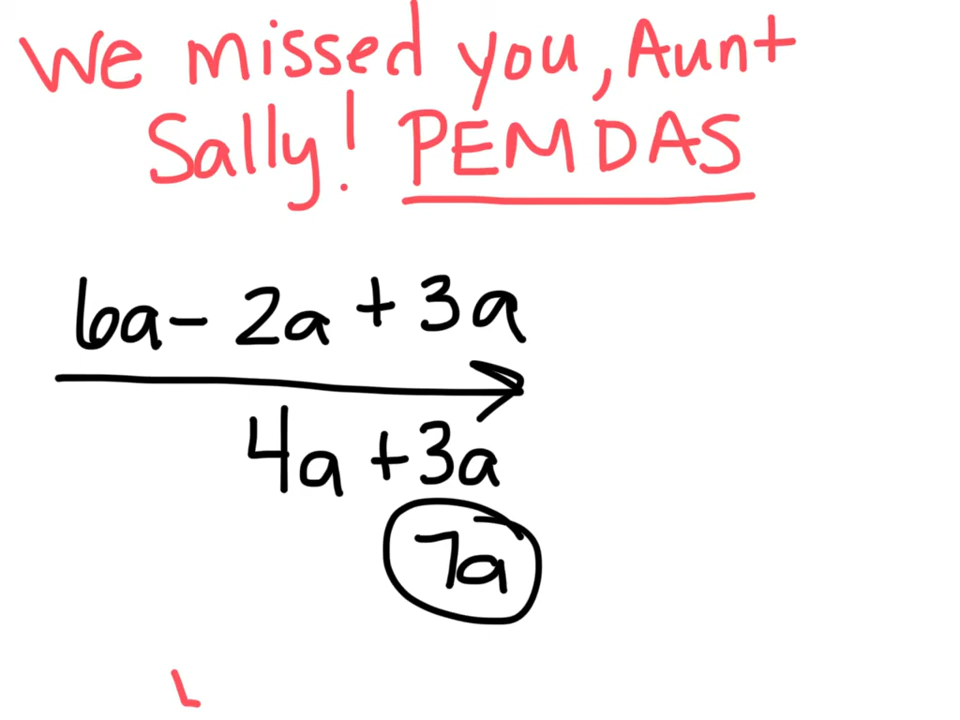 We missed you, Aunt
Sally! PEMDAS
6a - 2a + 3a
4a + 3a
7a